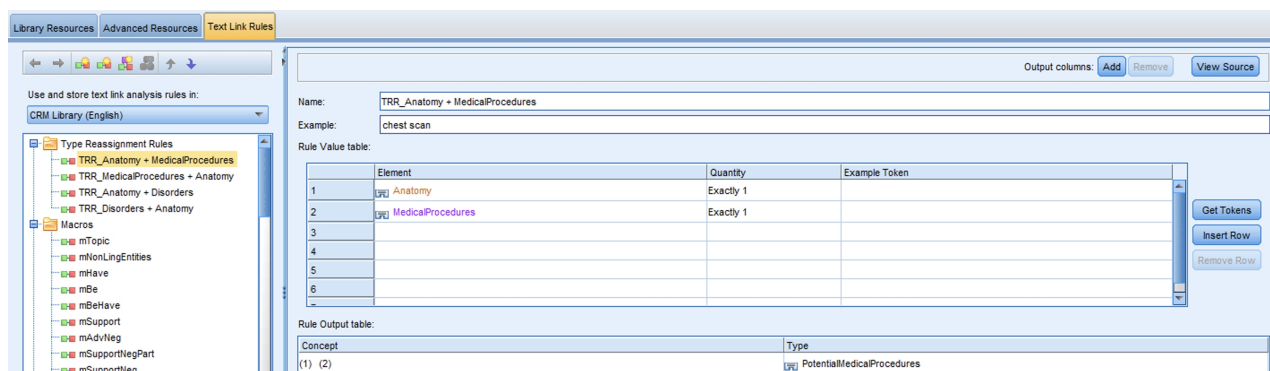 Library Resources Advanced Resources Text Link Rules
Output columns: Add Remove View Source
Use and store text link analysis rules in:
CRM Library (English)
Type Reassignment Rules
TRR_Anatomy + MedicalProcedures
TRR_MedicalProcedures + Anatomy
TRR_Anatomy + Disorders
TRR_Disorders + Anatomy
Macros
mTopic
mNonLingEntities
mHave
mBe
mBeHave
mSupport
mAdvNeg
mSupportNegPart
mSupportNeg
Name: TRR_Anatomy + MedicalProcedures
Example: chest scan
Rule Value table:
Element Quantity Example Token
1 Anatomy Exactly 1
2 MedicalProcedures Exactly 1
3
4
5
6
Get Tokens
Insert Row
Remove Row
Rule Output table:
Concept Type
(1) (2) PotentialMedicalProcedures